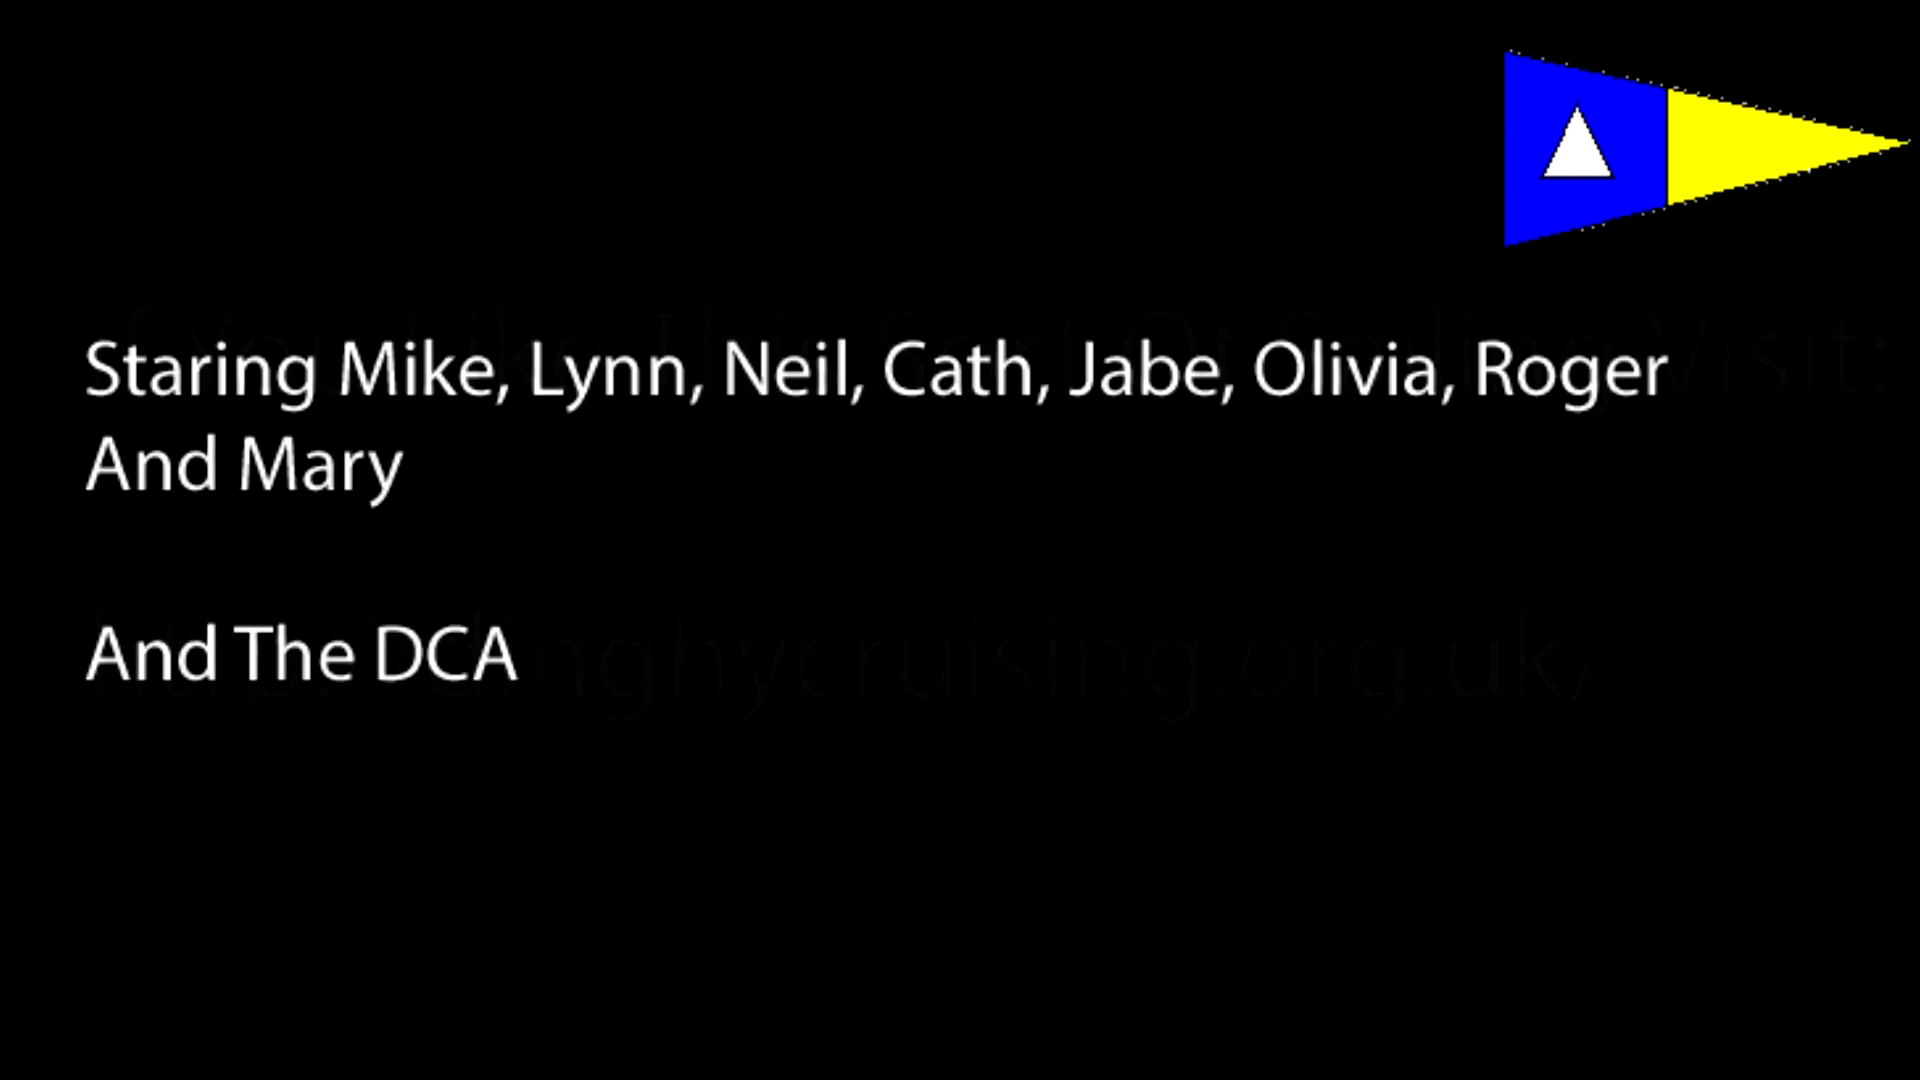 Staring Mike, Lynn, Neil, Cath, Jabe, Olivia, Roger
And Mary
And The DCA